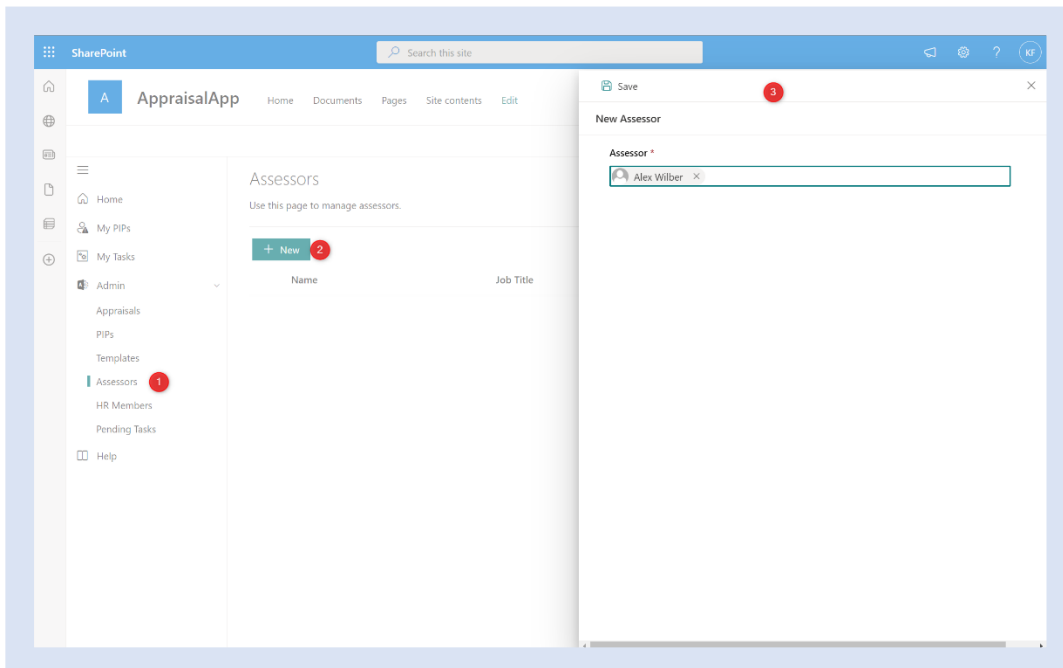 SharePoint
Search this site
?
KF
A
AppraisalApp
Home Documents Pages Site contents Edit
Home
My PIPs
My Tasks
Admin
Appraisals
PIPs
Templates
Assessors 1
HR Members
Pending Tasks
Help
Assessors
Use this page to manage assessors.
+ New 2
Name Job Title
Save 3
New Assessor
Assessor *
Alex Wilber ×